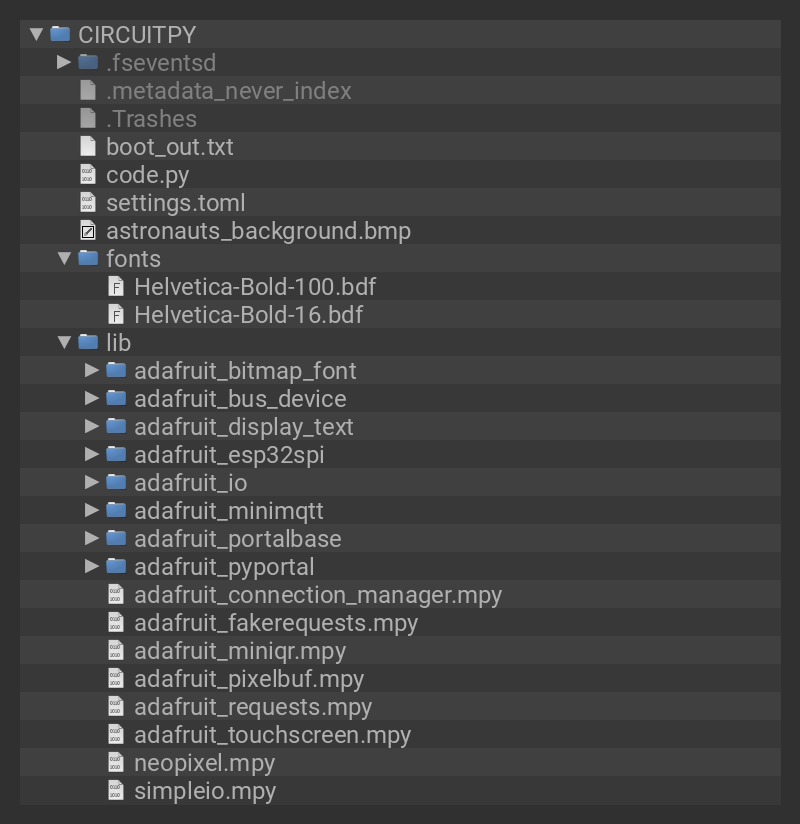 CIRCUITPY
.fseventsd
.metadata_never_index
.Trashes
boot_out.txt
code.py
settings.toml
astronauts_background.bmp
fonts
Helvetica-Bold-100.bdf
Helvetica-Bold-16.bdf
lib
adafruit_bitmap_font
adafruit_bus_device
adafruit_display_text
adafruit_esp32spi
adafruit_io
adafruit_minimqtt
adafruit_portalbase
adafruit_pyportal
adafruit_connection_manager.mpy
adafruit_fakerequests.mpy
adafruit_miniqr.mpy
adafruit_pixelbuf.mpy
adafruit_requests.mpy
adafruit_touchscreen.mpy
neopixel.mpy
simpleio.mpy